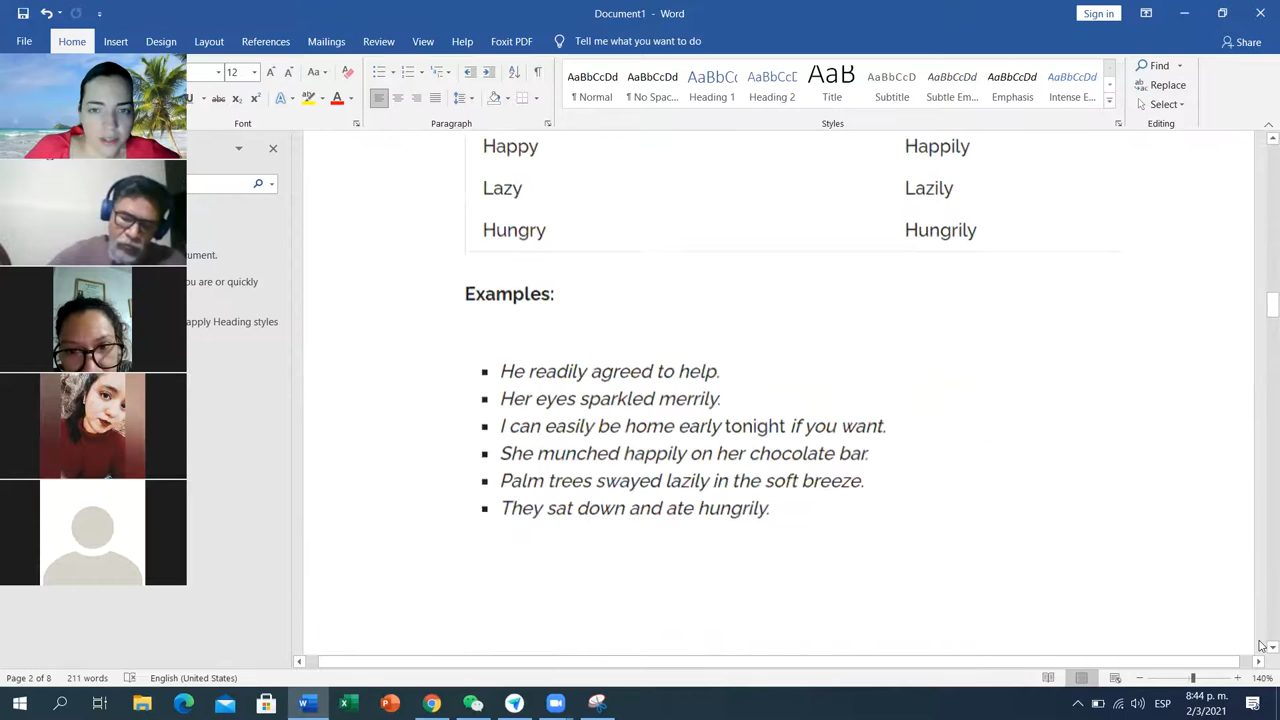 Document1 - Word
Sign in
File Home Insert Design Layout References Mailings Review View Help Foxit PDF Tell me what you want to do Share
12 Aa
abc X₂ X²
AaBbCcDd AaBbCcDd AaBbC AaBbCcC AaB AaBbCcD AaBbCcDd AaBbCcDd AaBbCcDd
¶ Normal ¶ No Spac... Heading 1 Heading 2 Title Subtitle Subtle Em... Emphasis Intense E...
Find
Replace
Select
Font Paragraph Styles Editing
ument.
u are or quickly
apply Heading styles
Happy Happily
Lazy Lazily
Hungry Hungrily
Examples:
▪ He readily agreed to help.
▪ Her eyes sparkled merrily.
▪ I can easily be home early tonight if you want.
▪ She munched happily on her chocolate bar.
▪ Palm trees swayed lazily in the soft breeze.
▪ They sat down and ate hungrily.
Page 2 of 8 211 words English (United States) 140%
ESP
8:44 p. m.
2/3/2021